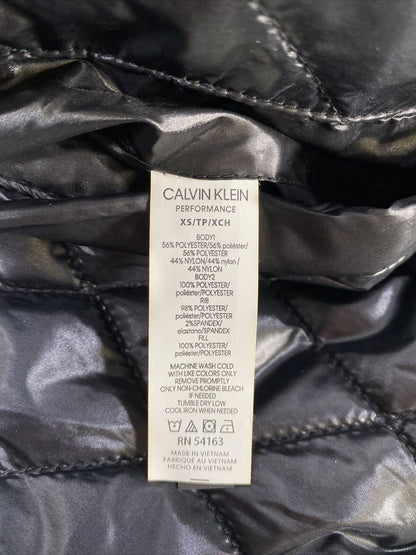 CALVIN KLEIN
PERFORMANCE
XS/TP/XCH
BODY1
56% POLYESTER/56% poliéster/
56% POLYESTER
44% NYLON/44% nylon/
44% NYLON
BODY2
100% POLYESTER/
poliéster/POLYESTER
RIB
98% POLYESTER/
poliéster/POLYESTER
2%SPANDEX/
elastano/SPANDEX
FILL
100% POLYESTER/
poliéster/POLYESTER
MACHINE WASH COLD
WITH LIKE COLORS ONLY
REMOVE PROMPTLY
ONLY NON-CHLORINE BLEACH
IF NEEDED
TUMBLE DRY LOW
COOL IRON WHEN NEEDED
RN 54163
MADE IN VIETNAM
FABRIQUÉ AU VIETNAM
HECHO EN VIETNAM